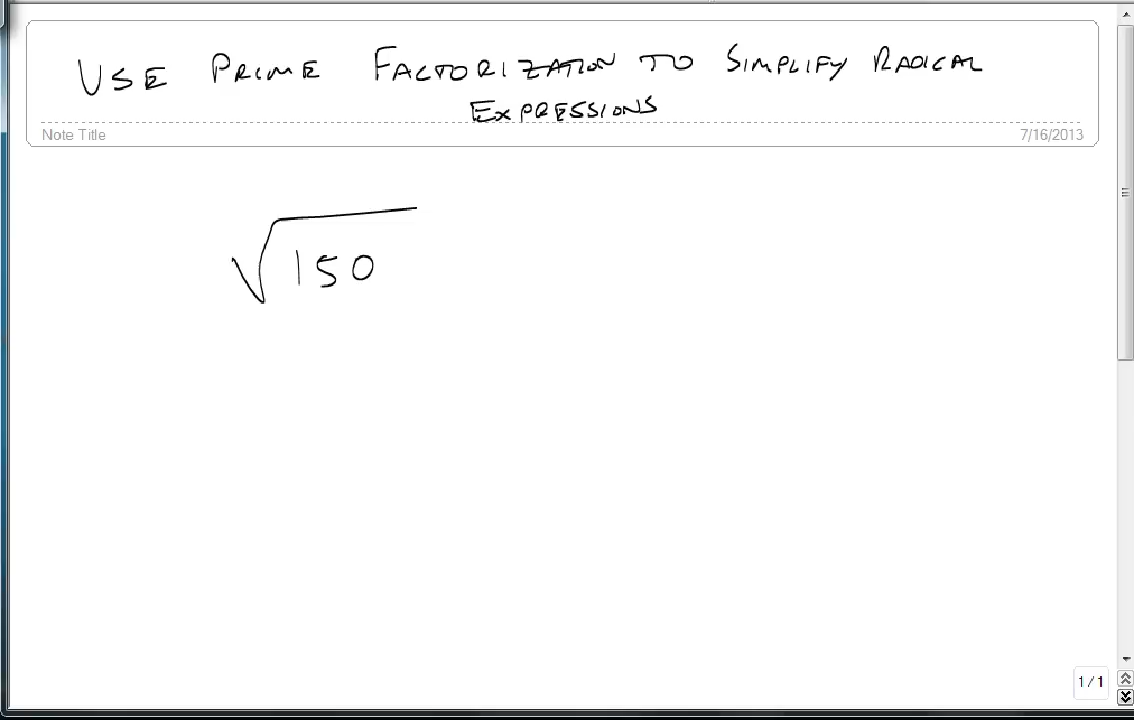 USE PRIME FACTORIZATION TO SIMPLIFY RADICAL
EXPRESSIONS
Note Title
7/16/2013
√150
1/1